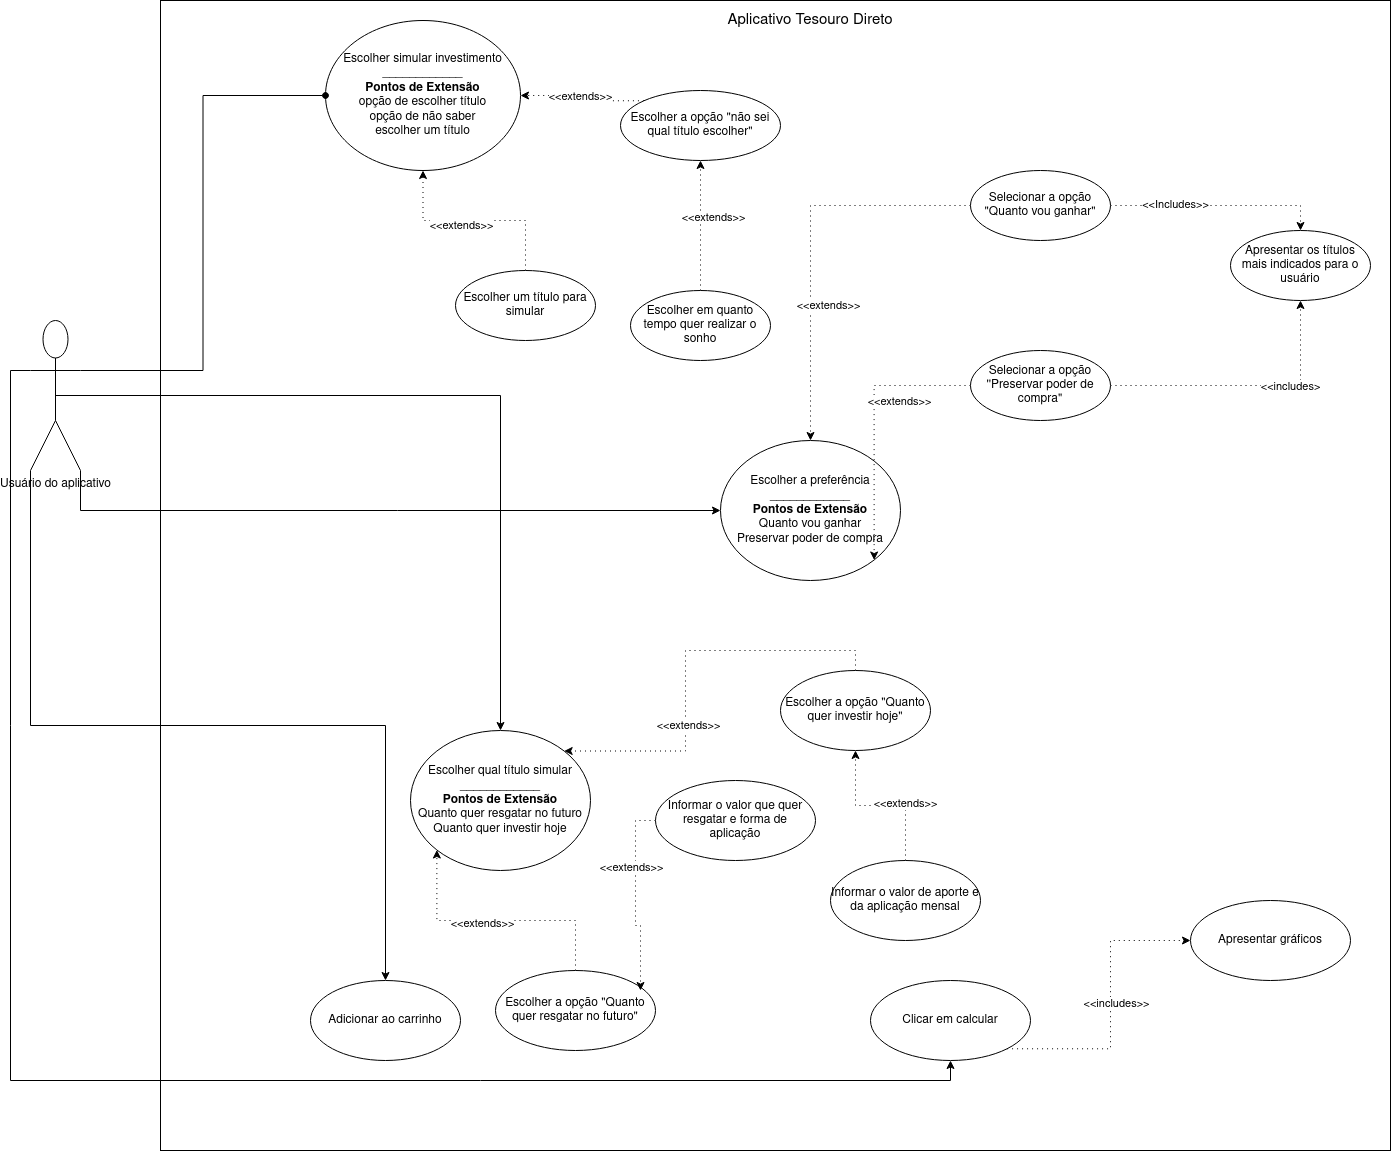 Aplicativo Tesouro Direto
Escolher simular investimento
____________
Pontos de Extensão
opção de escolher título
opção de não saber
escolher um título
<<extends>>
Escolher a opção "não sei
qual título escolher"
<<extends>>
<<extends>>
Escolher um título para
simular
Escolher em quanto
tempo quer realizar o
sonho
Selecionar a opção
"Quanto vou ganhar"
<<Includes>>
Apresentar os títulos
mais indicados para o
usuário
<<extends>>
Selecionar a opção
"Preservar poder de
compra"
<<includes>
<<extends>>
Usuário do aplicativo
Escolher a preferência
____________
Pontos de Extensão
Quanto vou ganhar
Preservar poder de compra
Escolher a opção "Quanto
quer investir hoje"
<<extends>>
Escolher qual título simular
____________
Pontos de Extensão
Quanto quer resgatar no futuro
Quanto quer investir hoje
Informar o valor que quer
resgatar e forma de
aplicação
<<extends>>
<<extends>>
Informar o valor de aporte e
da aplicação mensal
<<extends>>
Apresentar gráficos
Adicionar ao carrinho
Escolher a opção "Quanto
quer resgatar no futuro"
Clicar em calcular
<<includes>>